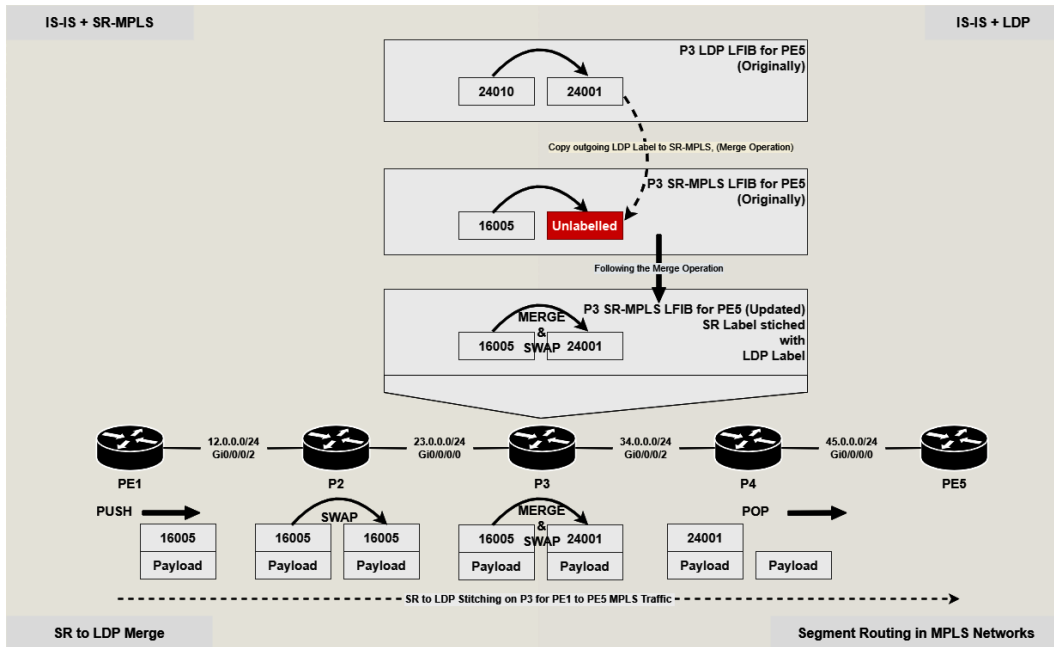 IS-IS + SR-MPLS
IS-IS + LDP
P3 LDP LFIB for PE5
(Originally)
24010
24001
Copy outgoing LDP Label to SR-MPLS, (Merge Operation)
P3 SR-MPLS LFIB for PE5
(Originally)
16005
Unlabelled
Following the Merge Operation
P3 SR-MPLS LFIB for PE5 (Updated)
SR Label stiched
with
LDP Label
MERGE
&
SWAP
16005
24001
12.0.0.0/24
Gi0/0/0/2
23.0.0.0/24
Gi0/0/0/0
34.0.0.0/24
Gi0/0/0/2
45.0.0.0/24
Gi0/0/0/0
PE1
P2
P3
P4
PE5
PUSH
16005
Payload
SWAP
16005
16005
Payload
Payload
MERGE
&
SWAP
16005
24001
Payload
Payload
POP
24001
Payload
Payload
SR to LDP Stitching on P3 for PE1 to PE5 MPLS Traffic
SR to LDP Merge
Segment Routing in MPLS Networks